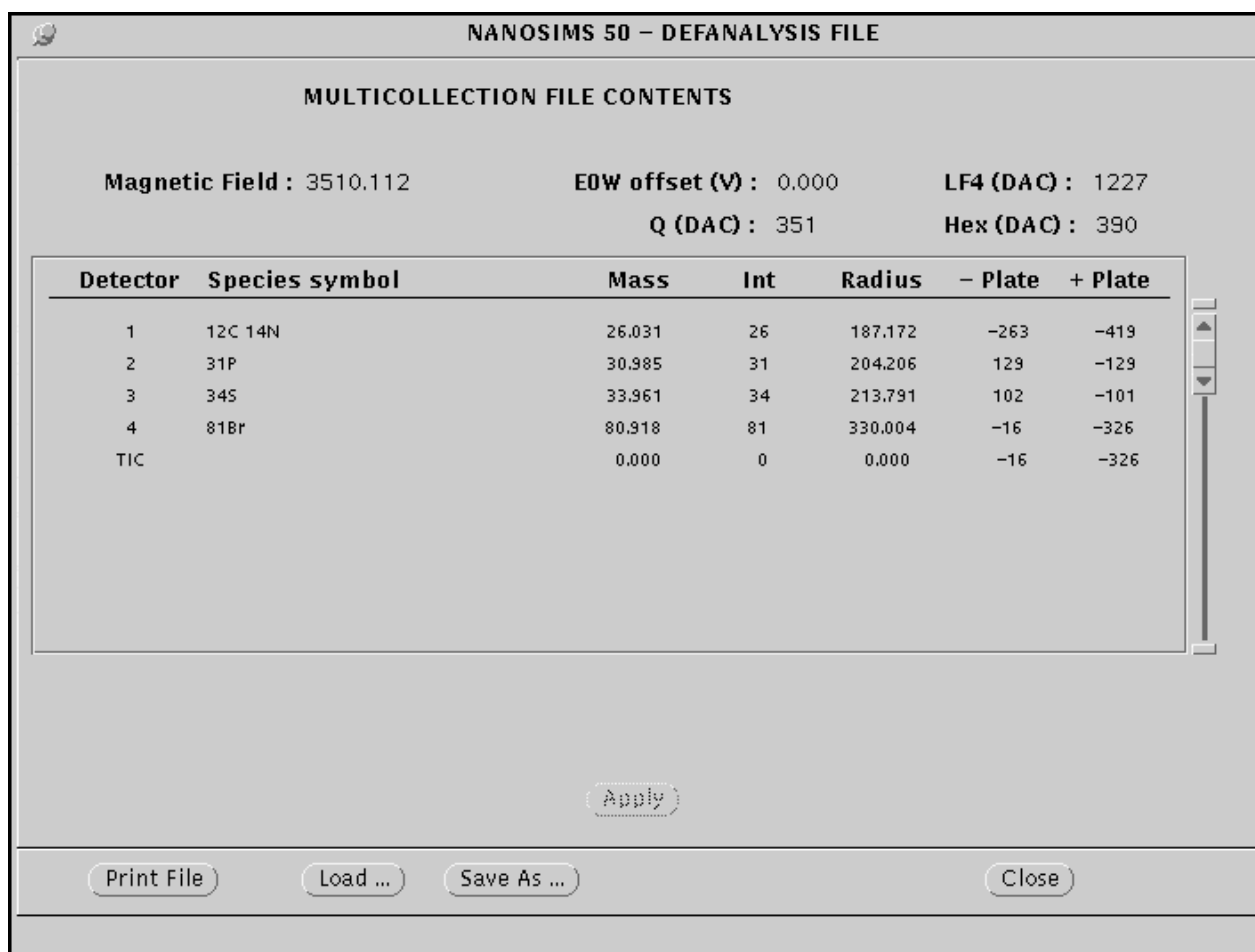 NANOSIMS 50 – DEFANALYSIS FILE
MULTICOLLECTION FILE CONTENTS
Magnetic Field : 3510.112 E0W offset (V) : 0.000 LF4 (DAC) : 1227
Q (DAC) : 351 Hex (DAC) : 390
Detector Species symbol Mass Int Radius – Plate + Plate
1 12C 14N 26.031 26 187.172 -263 -419
2 31P 30.985 31 204.206 129 -129
3 34S 33.961 34 213.791 102 -101
4 81Br 80.918 81 330.004 -16 -326
TIC 0.000 0 0.000 -16 -326
Apply
Print File Load ... Save As ... Close